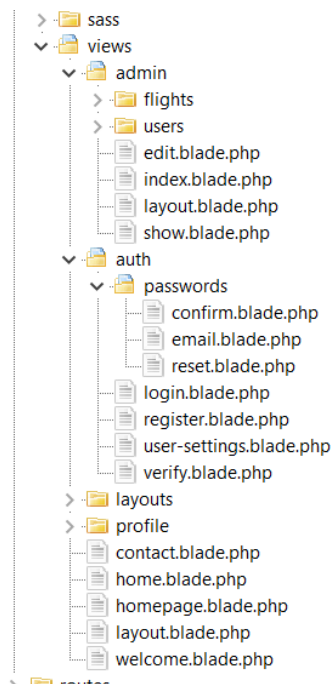 sass
views
admin
flights
users
edit.blade.php
index.blade.php
layout.blade.php
show.blade.php
auth
passwords
confirm.blade.php
email.blade.php
reset.blade.php
login.blade.php
register.blade.php
user-settings.blade.php
verify.blade.php
layouts
profile
contact.blade.php
home.blade.php
homepage.blade.php
layout.blade.php
welcome.blade.php
routes